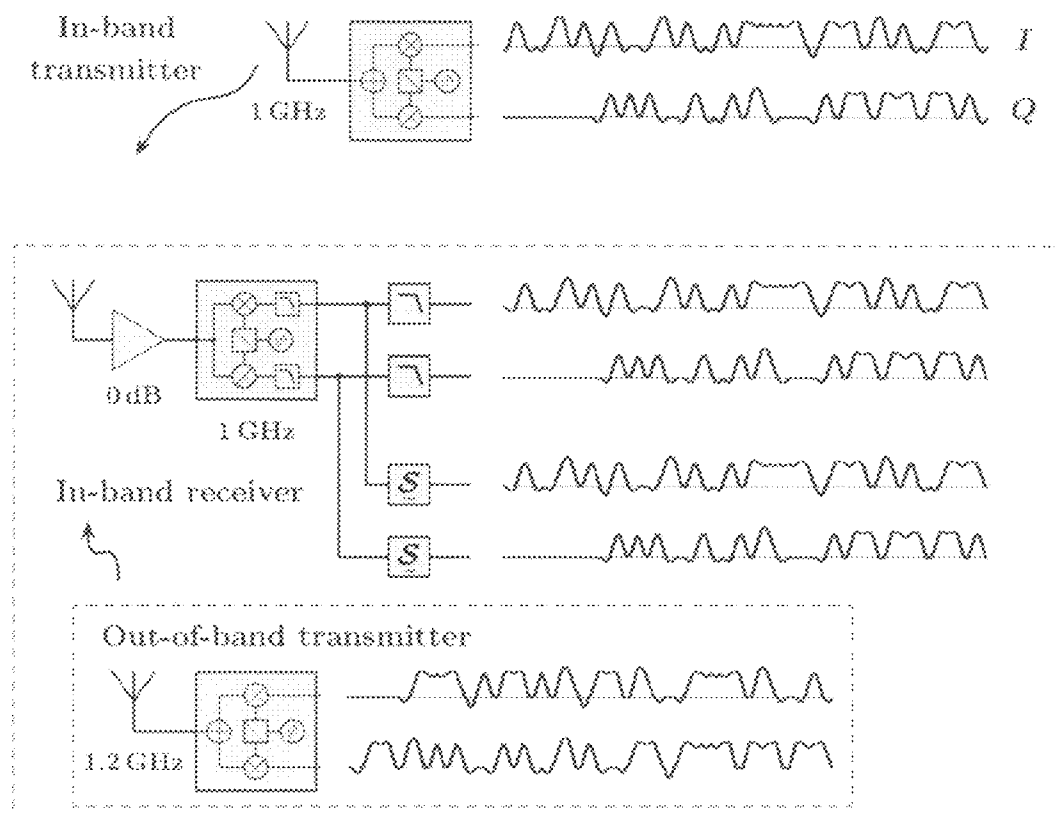 In-band
transmitter
1 GHz
I
Q
0 dB
1 GHz
In-band receiver
S
S
Out-of-band transmitter
1.2 GHz